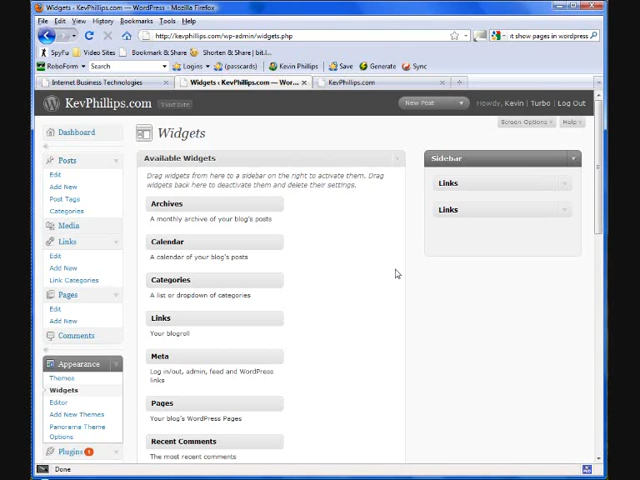 Widgets ‹ KevPhillips.com — WordPress - Mozilla Firefox
File Edit View History Bookmarks Tools Help
http://kevphillips.com/wp-admin/widgets.php
it show pages in wordpress
SpyFu Video Sites Bookmark & Share Shorten & Share | bit.l...
RoboForm Search Logins (passcards) Kevin Phillips Save Generate Sync
Internet Business Technologies
Widgets ‹ KevPhillips.com — Wor...
KevPhillips.com
KevPhillips.com Visit Site
New Post
Howdy, Kevin | Turbo | Log Out
Screen Options Help
Dashboard
Posts
Edit
Add New
Post Tags
Categories
Media
Links
Edit
Add New
Link Categories
Pages
Edit
Add New
Comments
Appearance
Themes
Widgets
Editor
Add New Themes
Panorama Theme
Options
Plugins 1
Widgets
Available Widgets
Drag widgets from here to a sidebar on the right to activate them. Drag
widgets back here to deactivate them and delete their settings.
Archives
A monthly archive of your blog's posts
Calendar
A calendar of your blog's posts
Categories
A list or dropdown of categories
Links
Your blogroll
Meta
Log in/out, admin, feed and WordPress
links
Pages
Your blog's WordPress Pages
Recent Comments
The most recent comments
Sidebar
Links
Links
Done